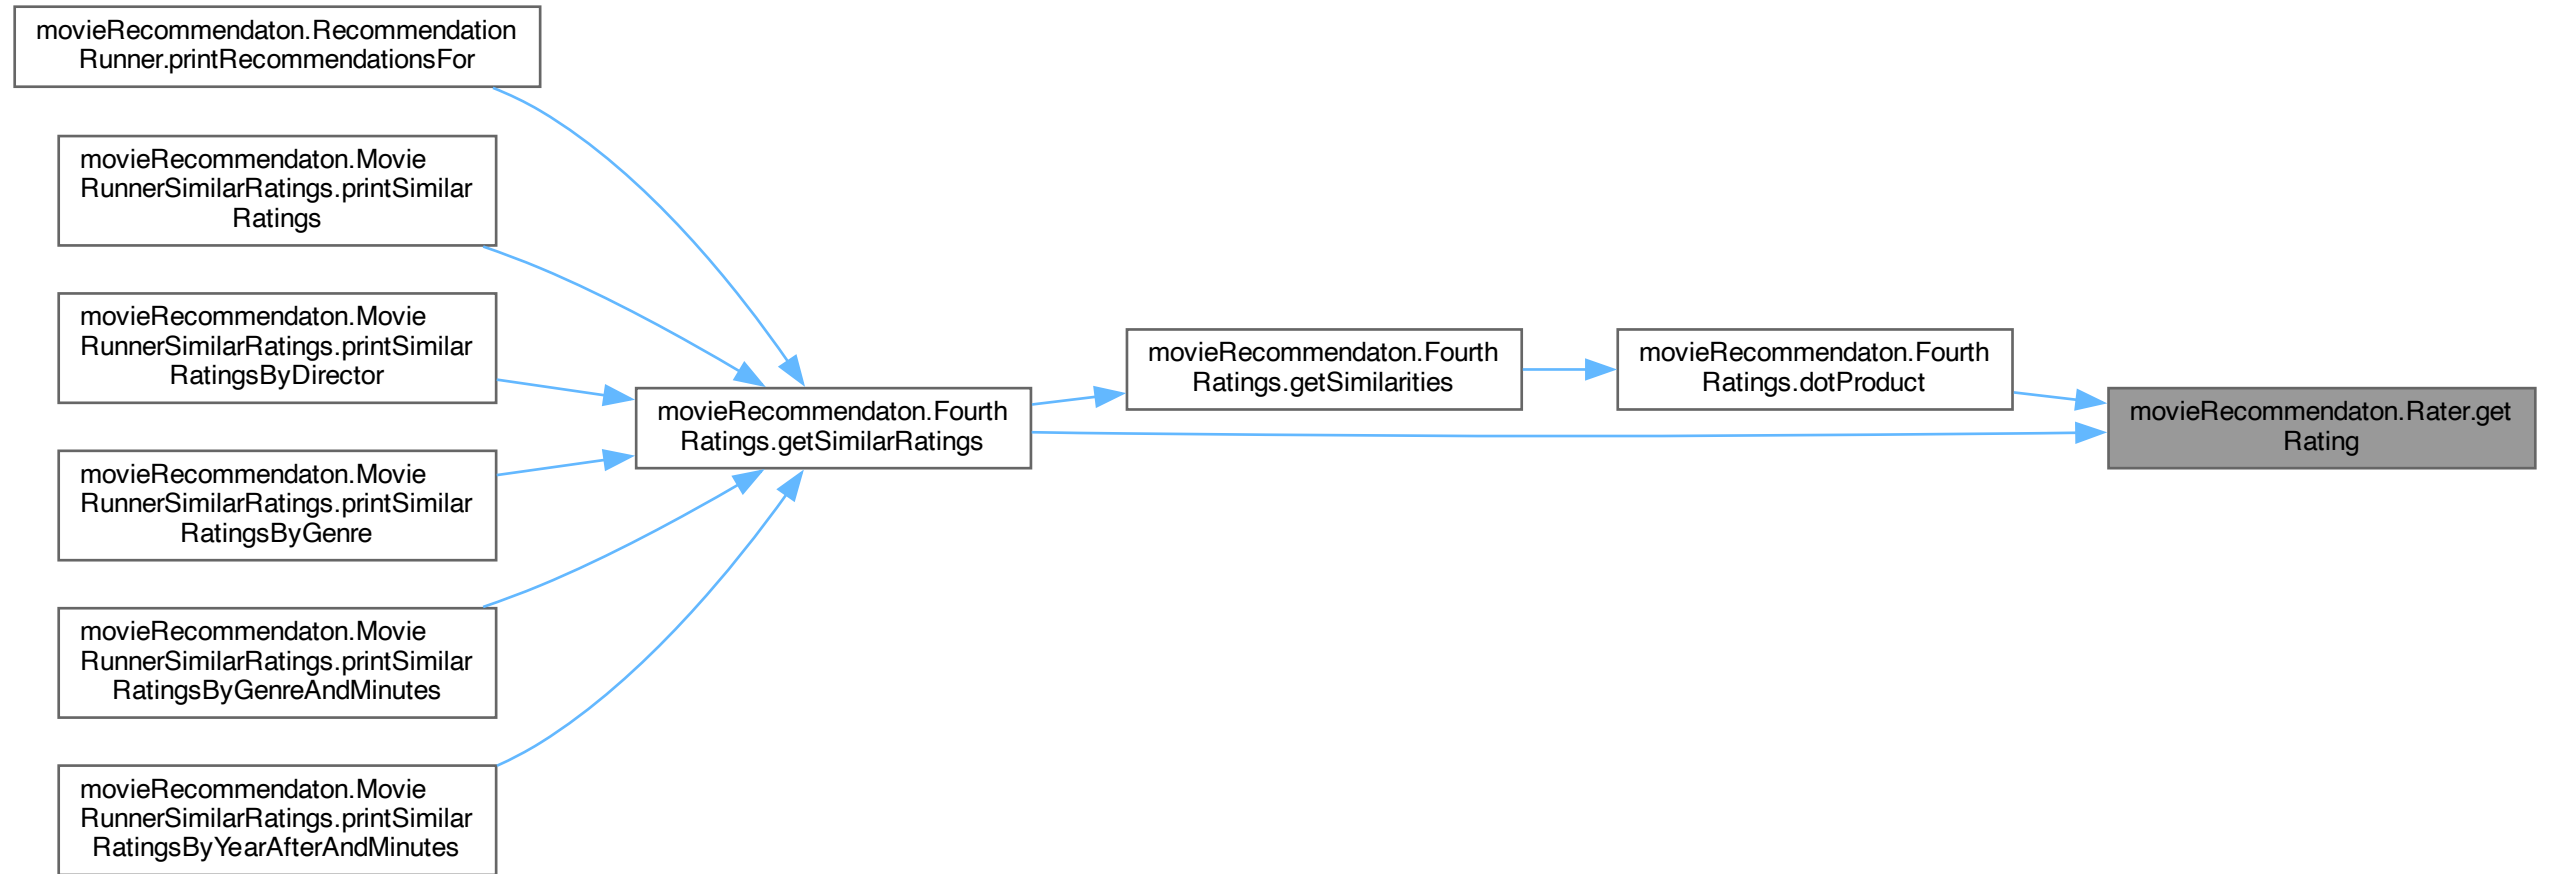 movieRecommendaton.Recommendation
Runner.printRecommendationsFor
movieRecommendaton.Movie
RunnerSimilarRatings.printSimilar
Ratings
movieRecommendaton.Movie
RunnerSimilarRatings.printSimilar
RatingsByDirector
movieRecommendaton.Movie
RunnerSimilarRatings.printSimilar
RatingsByGenre
movieRecommendaton.Movie
RunnerSimilarRatings.printSimilar
RatingsByGenreAndMinutes
movieRecommendaton.Movie
RunnerSimilarRatings.printSimilar
RatingsByYearAfterAndMinutes
movieRecommendaton.Fourth
Ratings.getSimilarRatings
movieRecommendaton.Fourth
Ratings.getSimilarities
movieRecommendaton.Fourth
Ratings.dotProduct
movieRecommendaton.Rater.get
Rating